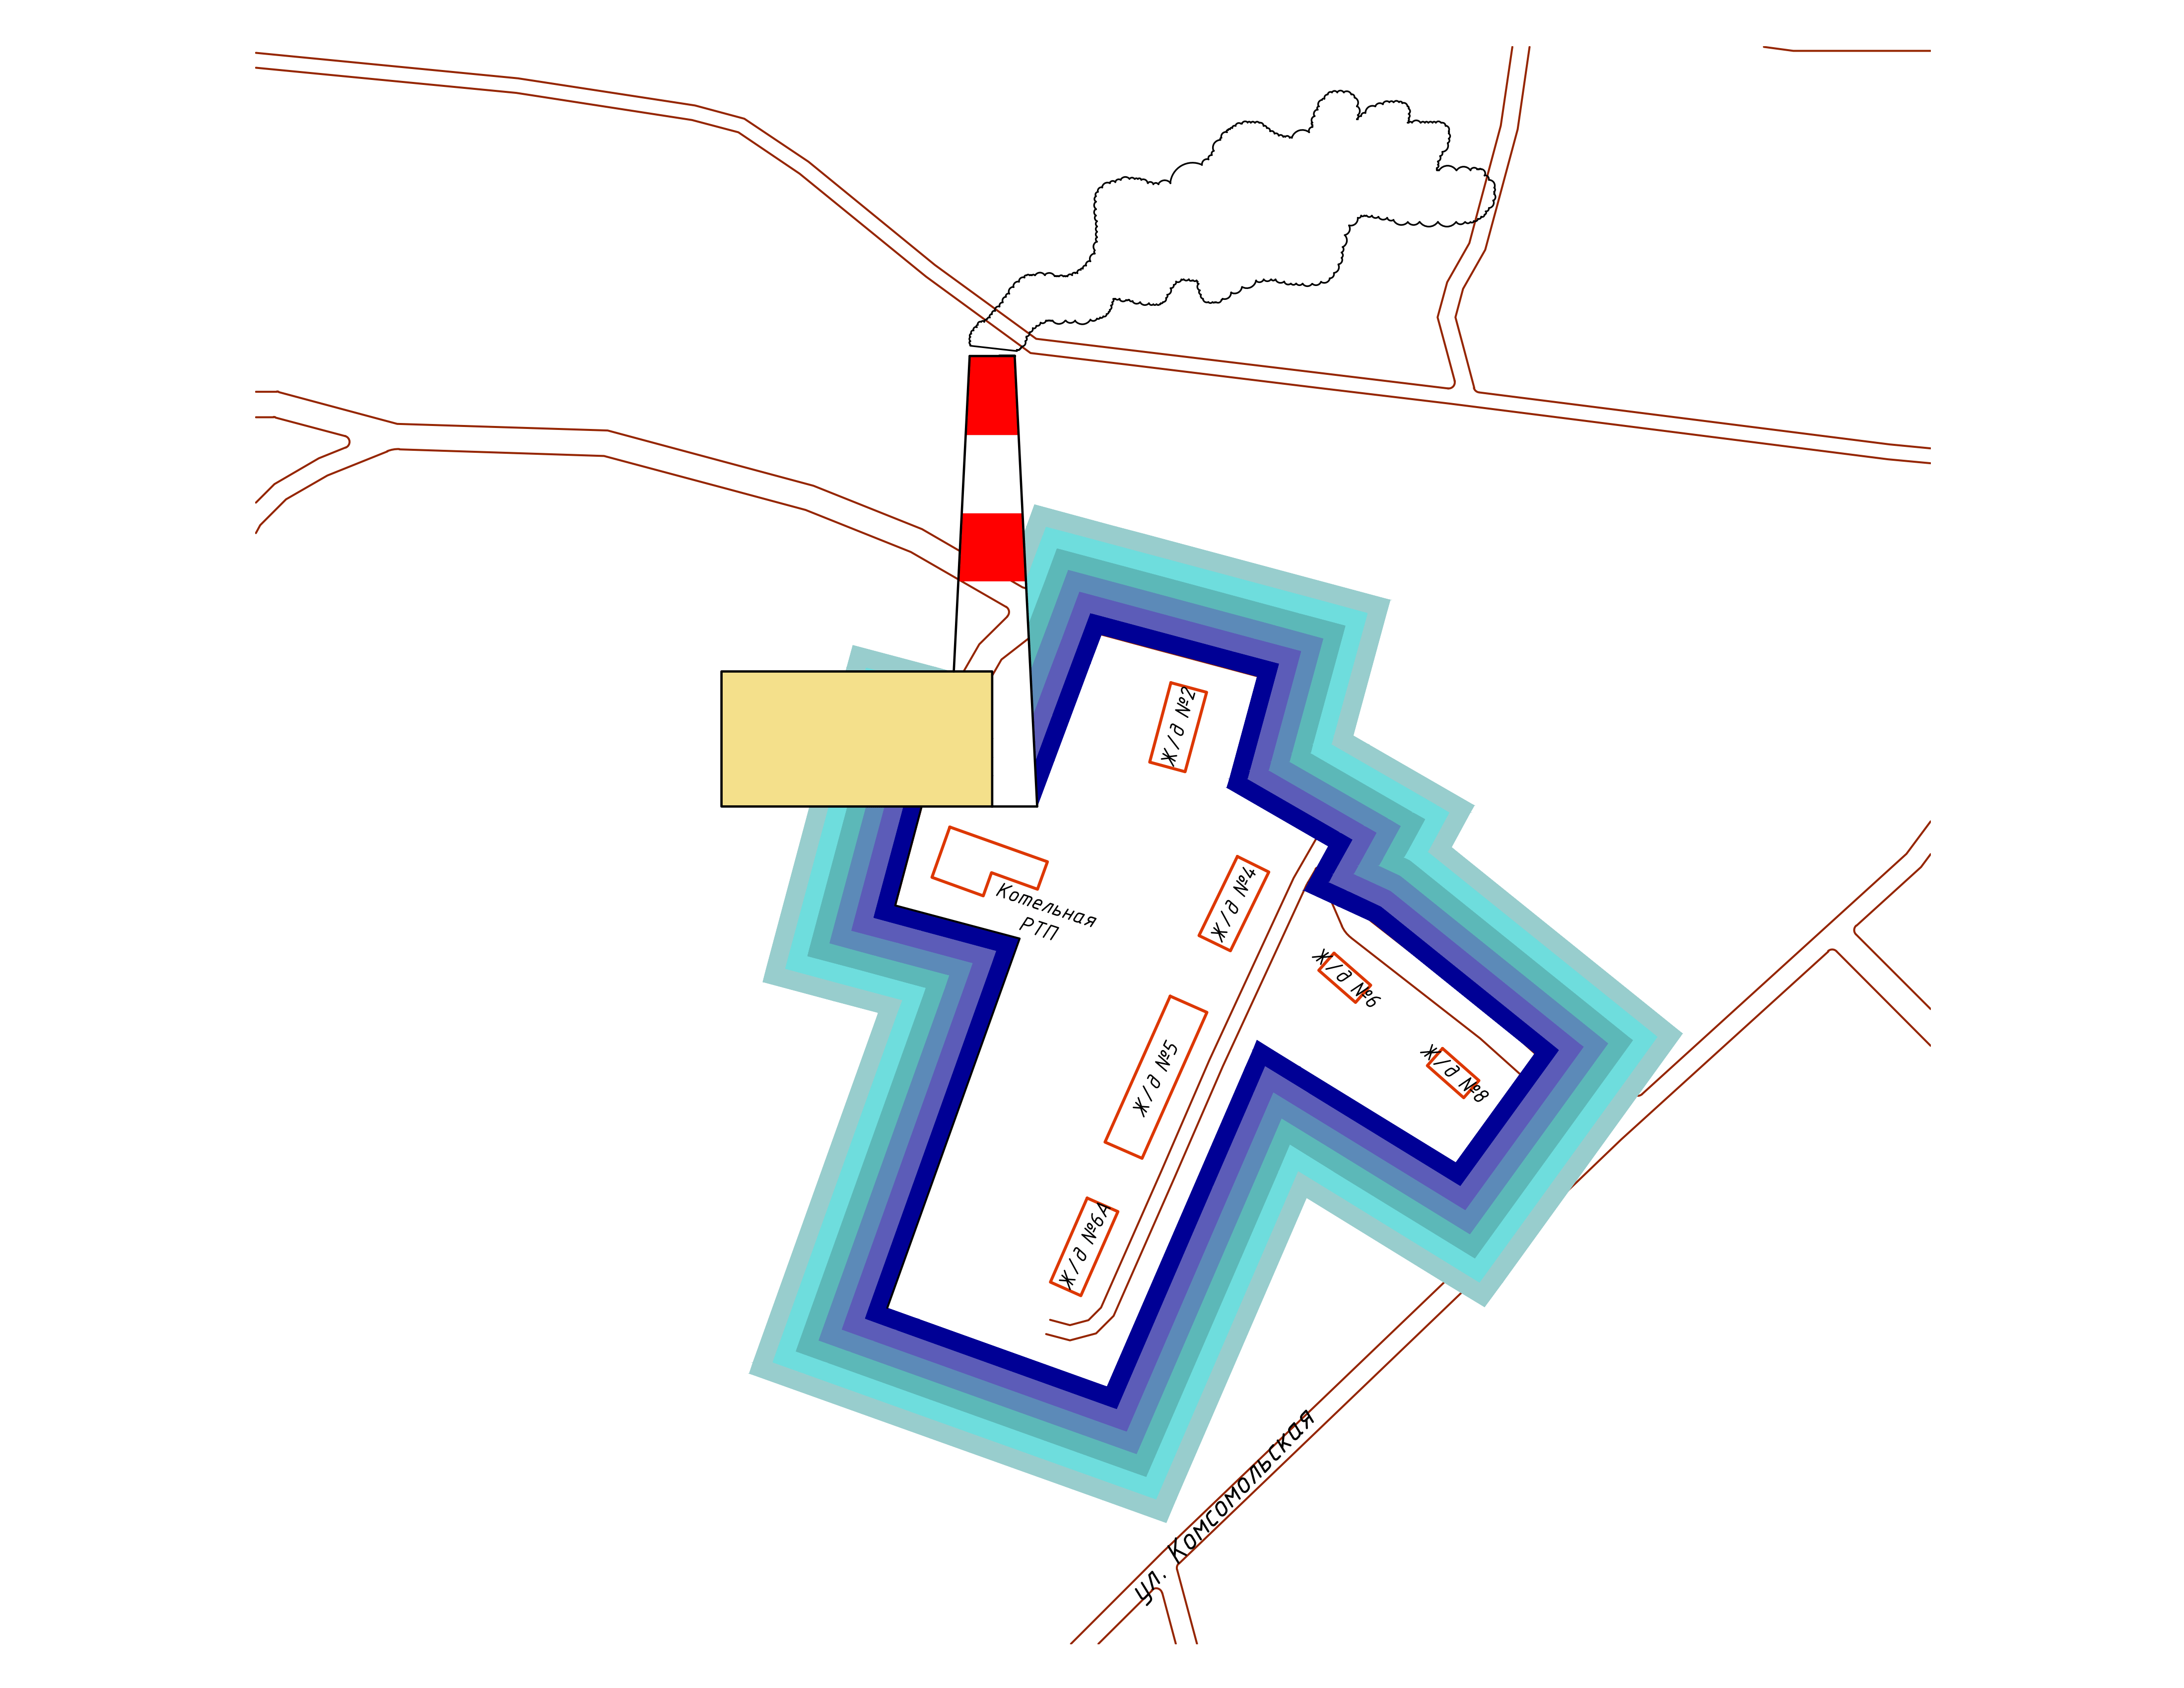 Ж/д №2
Ж/д №4
Котельная
РТП
Ж/д №6
Ж/д №5
Ж/д №8
Ж/д №6А
ул. Комсомольская